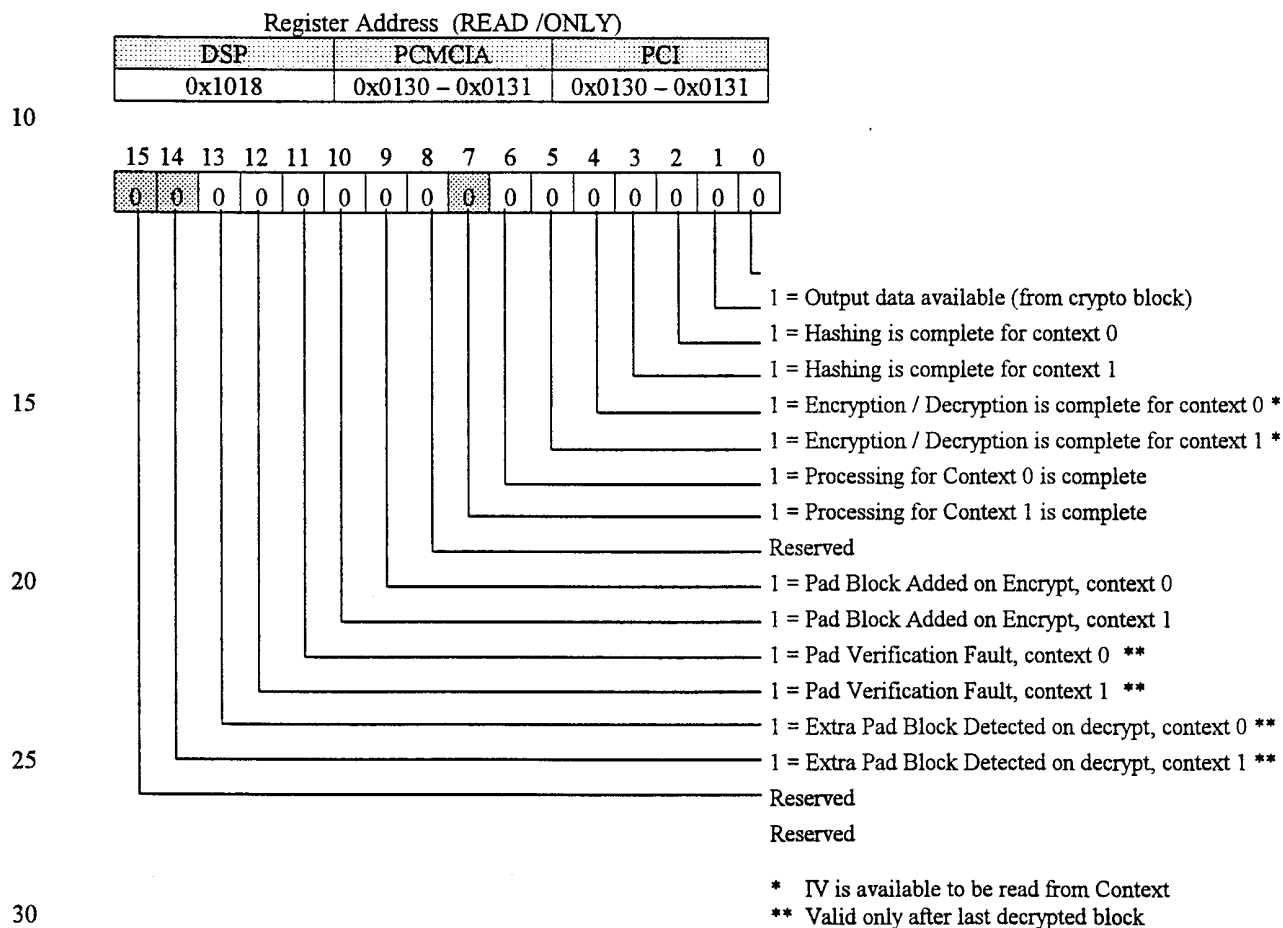 Register Address (READ /ONLY)
DSP PCMCIA PCI
0x1018 0x0130 – 0x0131 0x0130 – 0x0131
10
15 14 13 12 11 10 9 8 7 6 5 4 3 2 1 0
0 0 0 0 0 0 0 0 0 0 0 0 0 0 0 0
1 = Output data available (from crypto block)
1 = Hashing is complete for context 0
1 = Hashing is complete for context 1
15 1 = Encryption / Decryption is complete for context 0 *
1 = Encryption / Decryption is complete for context 1 *
1 = Processing for Context 0 is complete
1 = Processing for Context 1 is complete
Reserved
20 1 = Pad Block Added on Encrypt, context 0
1 = Pad Block Added on Encrypt, context 1
1 = Pad Verification Fault, context 0 **
1 = Pad Verification Fault, context 1 **
1 = Extra Pad Block Detected on decrypt, context 0 **
25 1 = Extra Pad Block Detected on decrypt, context 1 **
Reserved
Reserved
* IV is available to be read from Context
30 ** Valid only after last decrypted block